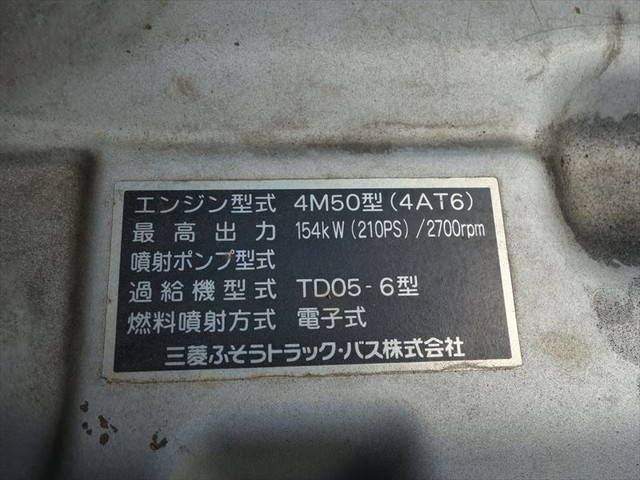 エンジン型式 4M50型(4AT6)
最高出力 154kW(210PS)/2700rpm
噴射ポンプ型式
過給機型式 TD05-6型
燃料噴射方式 電子式
三菱ふそうトラック・バス株式会社